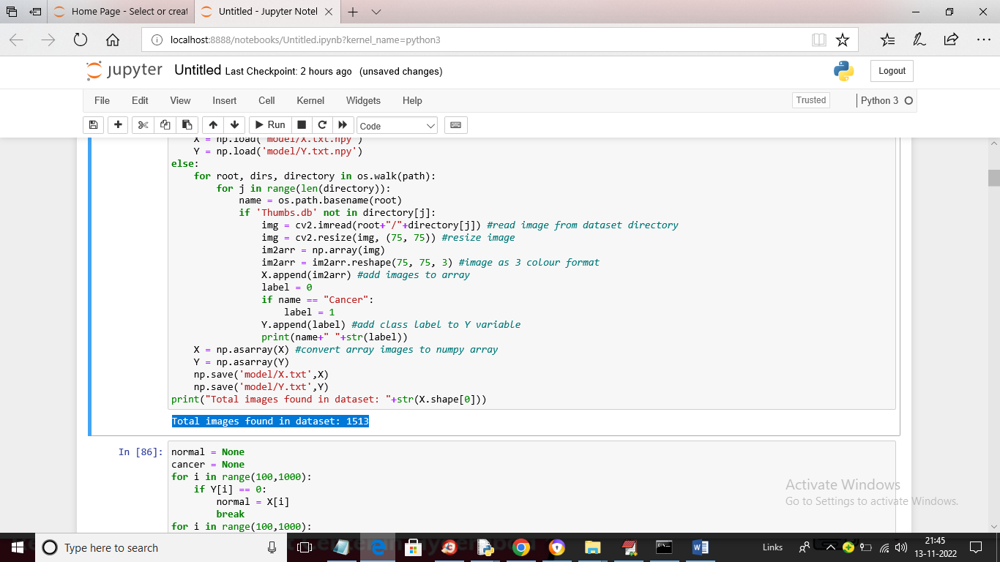 Home Page - Select or creat
Untitled - Jupyter Notel
localhost:8888/notebooks/Untitled.ipynb?kernel_name=python3
jupyter Untitled Last Checkpoint: 2 hours ago (unsaved changes)
Logout
File Edit View Insert Cell Kernel Widgets Help
Trusted
Python 3
Run
Code
X = np.load('model/X.txt.npy')
Y = np.load('model/Y.txt.npy')
else:
for root, dirs, directory in os.walk(path):
for j in range(len(directory)):
name = os.path.basename(root)
if 'Thumbs.db' not in directory[j]:
img = cv2.imread(root+"/"+directory[j]) #read image from dataset directory
img = cv2.resize(img, (75, 75)) #resize image
im2arr = np.array(img)
im2arr = im2arr.reshape(75, 75, 3) #image as 3 colour format
X.append(im2arr) #add images to array
label = 0
if name == "Cancer":
label = 1
Y.append(label) #add class label to Y variable
print(name+" "+str(label))
X = np.asarray(X) #convert array images to numpy array
Y = np.asarray(Y)
np.save('model/X.txt',X)
np.save('model/Y.txt',Y)
print("Total images found in dataset: "+str(X.shape[0]))
Total images found in dataset: 1513
In [86]:
normal = None
cancer = None
for i in range(100,1000):
if Y[i] == 0:
normal = X[i]
break
for i in range(100,1000):
Activate Windows
Go to Settings to activate Windows.
Type here to search
Links
21:45
13-11-2022